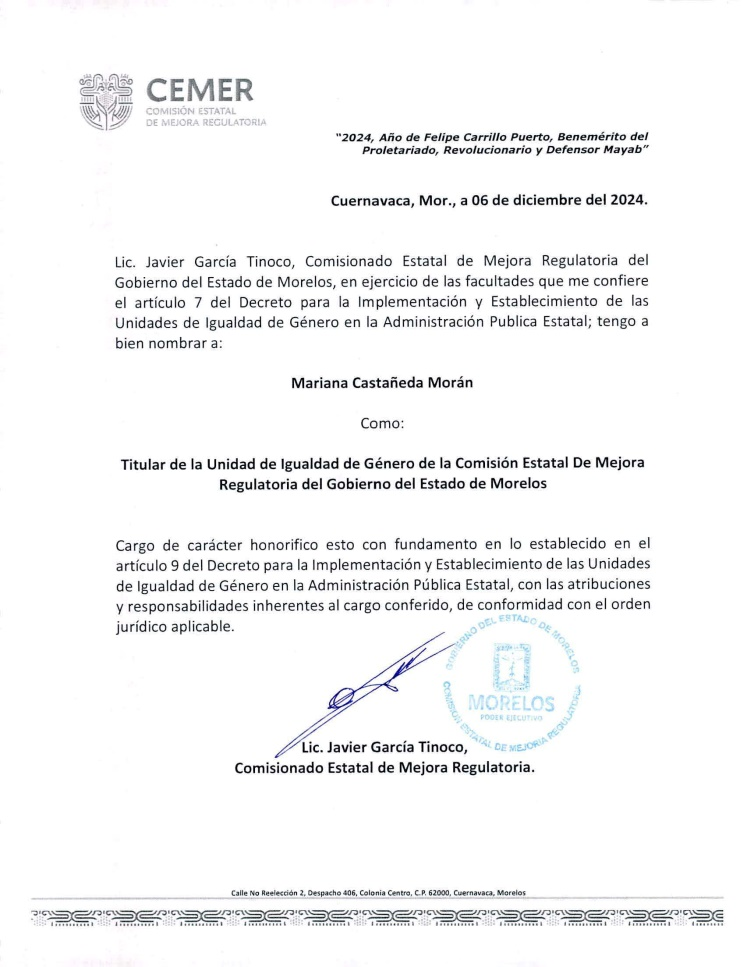 CEMER
COMISIÓN ESTATAL
DE MEJORA REGULATORIA
"2024, Año de Felipe Carrillo Puerto, Benemérito del
Proletariado, Revolucionario y Defensor Mayab"
Cuernavaca, Mor., a 06 de diciembre del 2024.
Lic. Javier García Tinoco, Comisionado Estatal de Mejora Regulatoria del
Gobierno del Estado de Morelos, en ejercicio de las facultades que me confiere
el artículo 7 del Decreto para la Implementación y Establecimiento de las
Unidades de Igualdad de Género en la Administración Publica Estatal; tengo a
bien nombrar a:
Mariana Castañeda Morán
Como:
Titular de la Unidad de Igualdad de Género de la Comisión Estatal De Mejora
Regulatoria del Gobierno del Estado de Morelos
Cargo de carácter honorifico esto con fundamento en lo establecido en el
artículo 9 del Decreto para la Implementación y Establecimiento de las Unidades
de Igualdad de Género en la Administración Pública Estatal, con las atribuciones
y responsabilidades inherentes al cargo conferido, de conformidad con el orden
jurídico aplicable.
GOBIERNO DEL ESTADO DE MORELOS
MORELOS
PODER EJECUTIVO
COMISIÓN ESTATAL DE MEJORA REGULATORIA
Lic. Javier García Tinoco,
Comisionado Estatal de Mejora Regulatoria.
Calle No Reelección 2, Despacho 406, Colonia Centro, C.P. 62000, Cuernavaca, Morelos